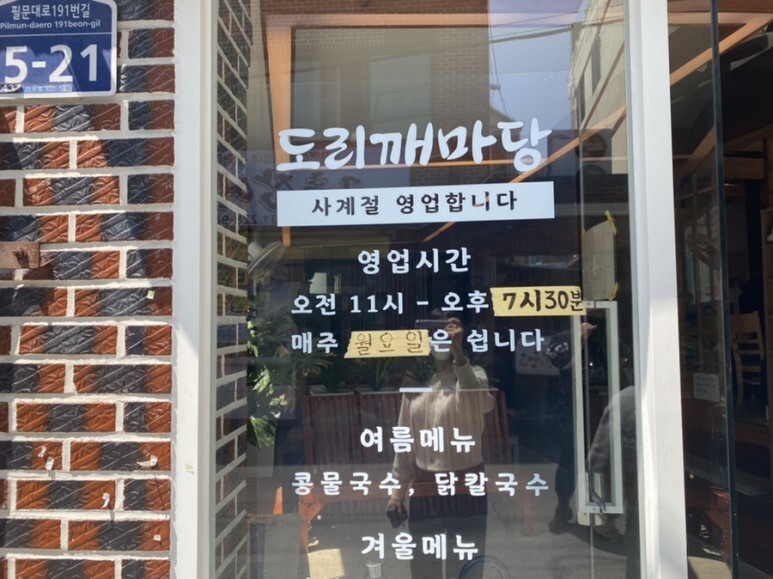 필문대로191번길
Pilmun-daero 191beon-gil
5-21
도리깨마당
사계절 영업합니다
영업시간
오전 11시 - 오후 7시30분
매주 월요일은 쉽니다
여름메뉴
콩물국수, 닭칼국수
겨울메뉴